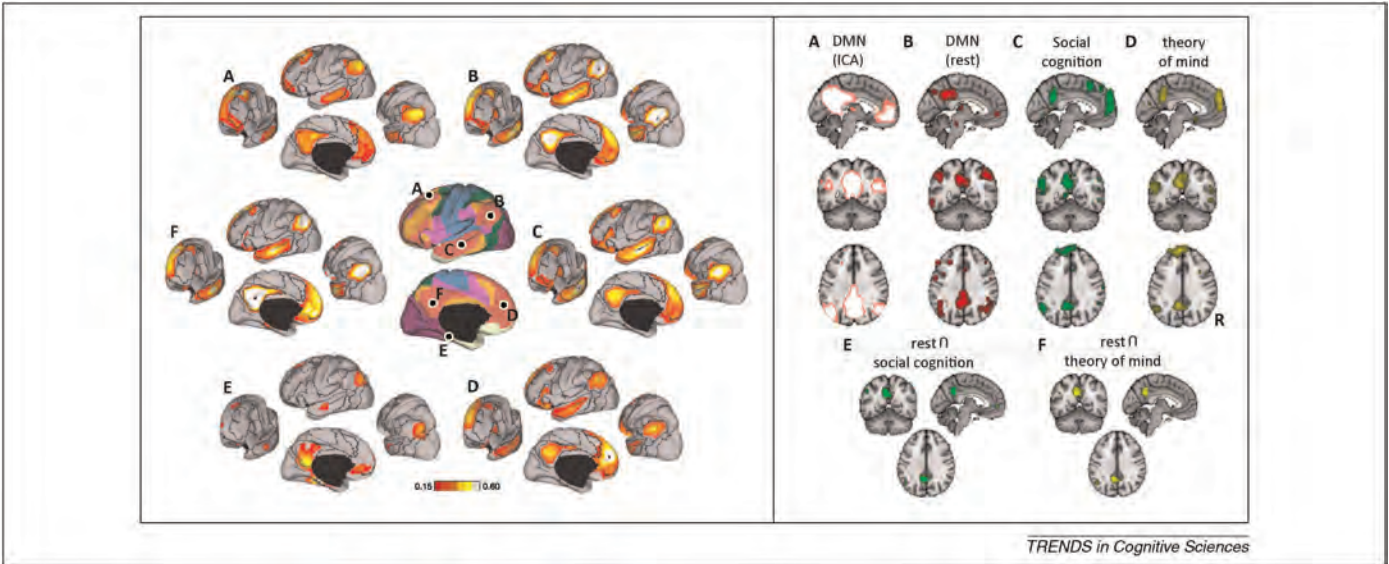 A
B
A
B
C
F
C
F
D
E
E
D
0.15 0.60
A DMN
(ICA)
B DMN
(rest)
C Social
cognition
D theory
of mind
R
E rest ∩
social cognition
F rest ∩
theory of mind
TRENDS in Cognitive Sciences